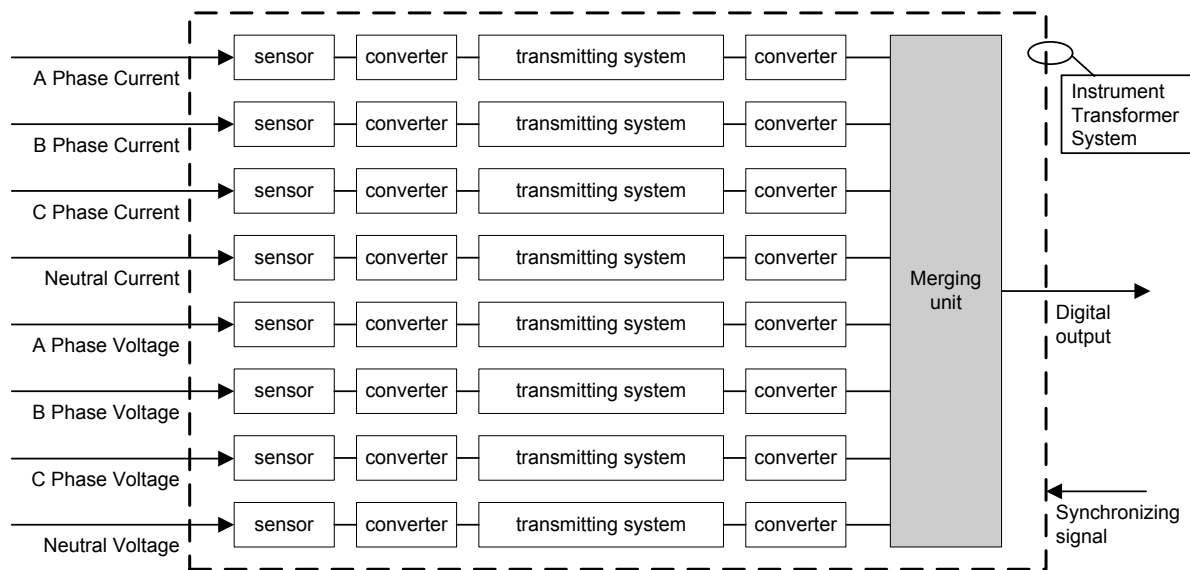 sensor converter transmitting system converter
A Phase Current
Instrument
Transformer
System
sensor converter transmitting system converter
B Phase Current
sensor converter transmitting system converter
C Phase Current
sensor converter transmitting system converter
Neutral Current
Merging
unit
sensor converter transmitting system converter
A Phase Voltage
Digital
output
sensor converter transmitting system converter
B Phase Voltage
sensor converter transmitting system converter
C Phase Voltage
sensor converter transmitting system converter
Neutral Voltage
Synchronizing
signal